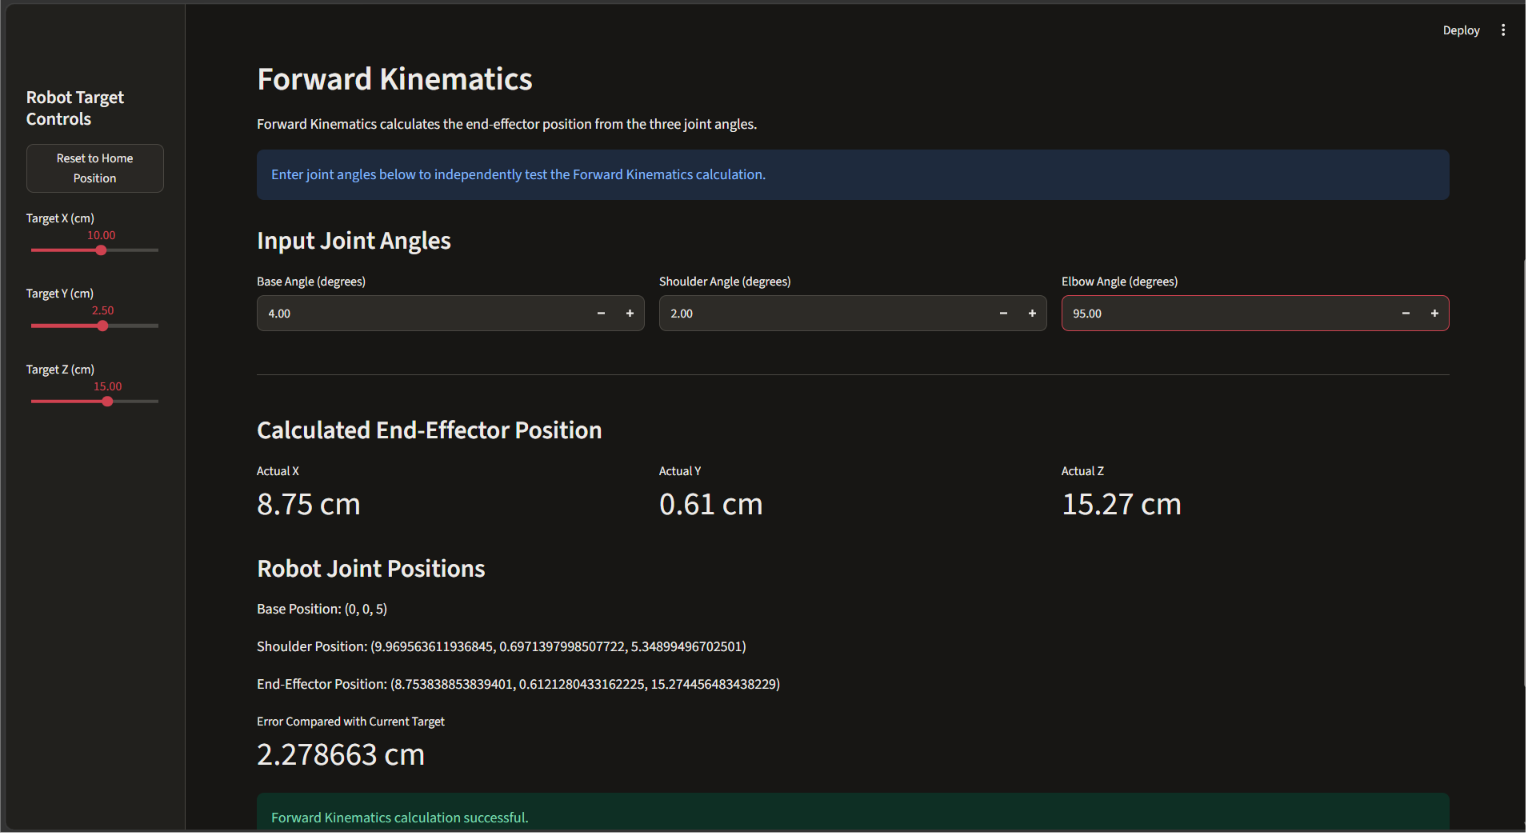 Deploy
Robot Target
Controls
Reset to Home
Position
Target X (cm)
10.00
Target Y (cm)
2.50
Target Z (cm)
15.00
Forward Kinematics
Forward Kinematics calculates the end-effector position from the three joint angles.
Enter joint angles below to independently test the Forward Kinematics calculation.
Input Joint Angles
Base Angle (degrees)
4.00
Shoulder Angle (degrees)
2.00
Elbow Angle (degrees)
95.00
Calculated End-Effector Position
Actual X
8.75 cm
Actual Y
0.61 cm
Actual Z
15.27 cm
Robot Joint Positions
Base Position: (0, 0, 5)
Shoulder Position: (9.969563611936845, 0.6971397998507722, 5.34899496702501)
End-Effector Position: (8.753838853839401, 0.6121280433162225, 15.274456483438229)
Error Compared with Current Target
2.278663 cm
Forward Kinematics calculation successful.